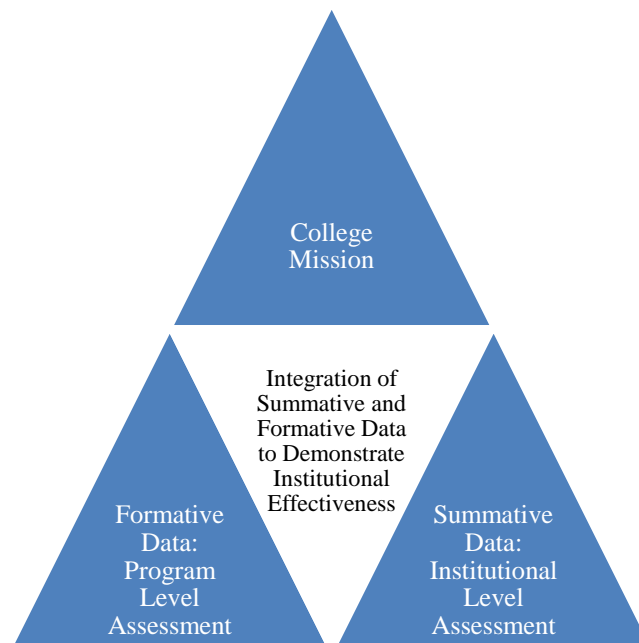 College
Mission
Integration of
Summative and
Formative Data
to Demonstrate
Institutional
Effectiveness
Formative
Data:
Program
Level
Assessment
Summative
Data:
Institutional
Level
Assessment